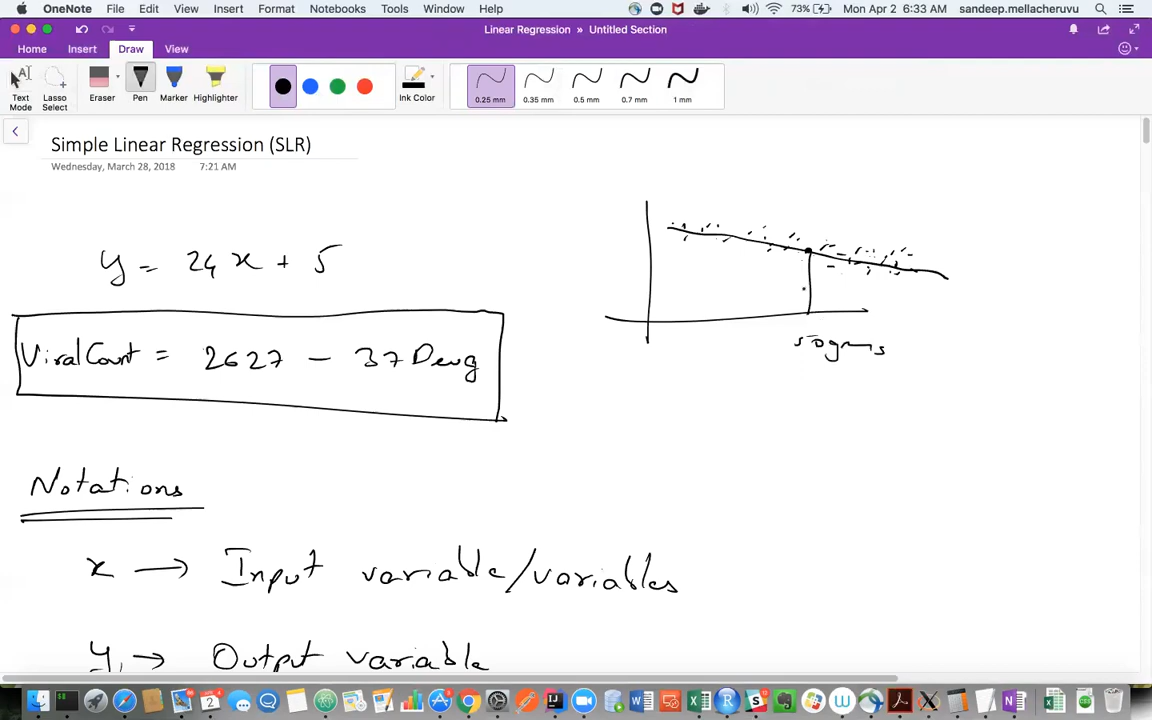 OneNote File Edit View Insert Format Notebooks Tools Window Help 73% Mon Apr 2 6:33 AM sandeep.mellacheruvu
Linear Regression » Untitled Section
Home Insert Draw View
Text Mode
Lasso Select
Eraser
Pen
Marker
Highlighter
Ink Color
0.25 mm
0.35 mm
0.5 mm
0.7 mm
1 mm
Simple Linear Regression (SLR)
Wednesday, March 28, 2018 7:21 AM
y = 24 x + 5
ViralCount = 2627 - 37
50grams
Notations
x → Input variable/variables
y → Output variable